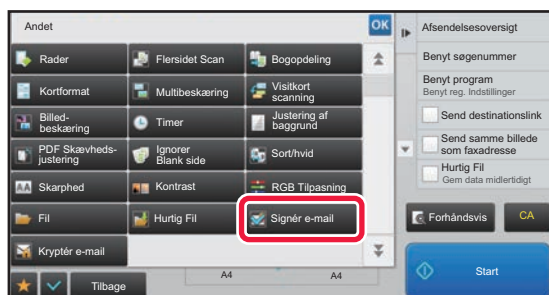 Andet
OK
Rader
Flersidet Scan
Bogopdeling
Kortformat
Multibeskæring
Visitkort
scanning
Billed-
beskæring
Timer
Justering af
baggrund
PDF Skævheds-
justering
Ignorer
Blank side
Sort/hvid
Skarphed
Kontrast
RGB Tilpasning
Fil
Hurtig Fil
Signér e-mail
Kryptér e-mail
Tilbage
A4
A4
Afsendelsesoversigt
Benyt søgenummer
Benyt program
Benyt reg. Indstillinger
Send destinationslink
Send samme billede
som faxadresse
Hurtig Fil
Gem data midlertidigt
Forhåndsvis
CA
Start